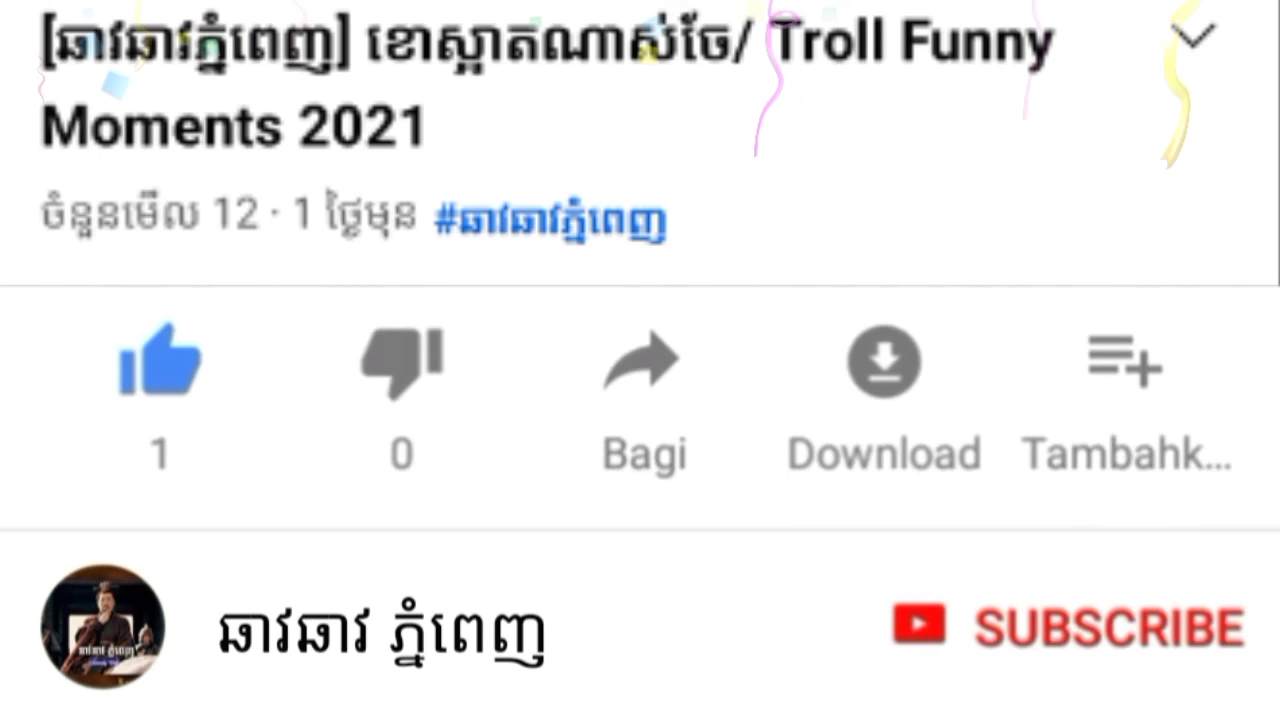 [ឆាវឆាវភ្នំពេញ] ខោស្អាតណាស់ចែ/ Troll Funny
Moments 2021
ចំនួនមើល 12 · 1 ថ្ងៃមុន #ឆាវឆាវភ្នំពេញ
1
0
Bagi
Download
Tambahk...
ឆាវឆាវ ភ្នំពេញ
SUBSCRIBE